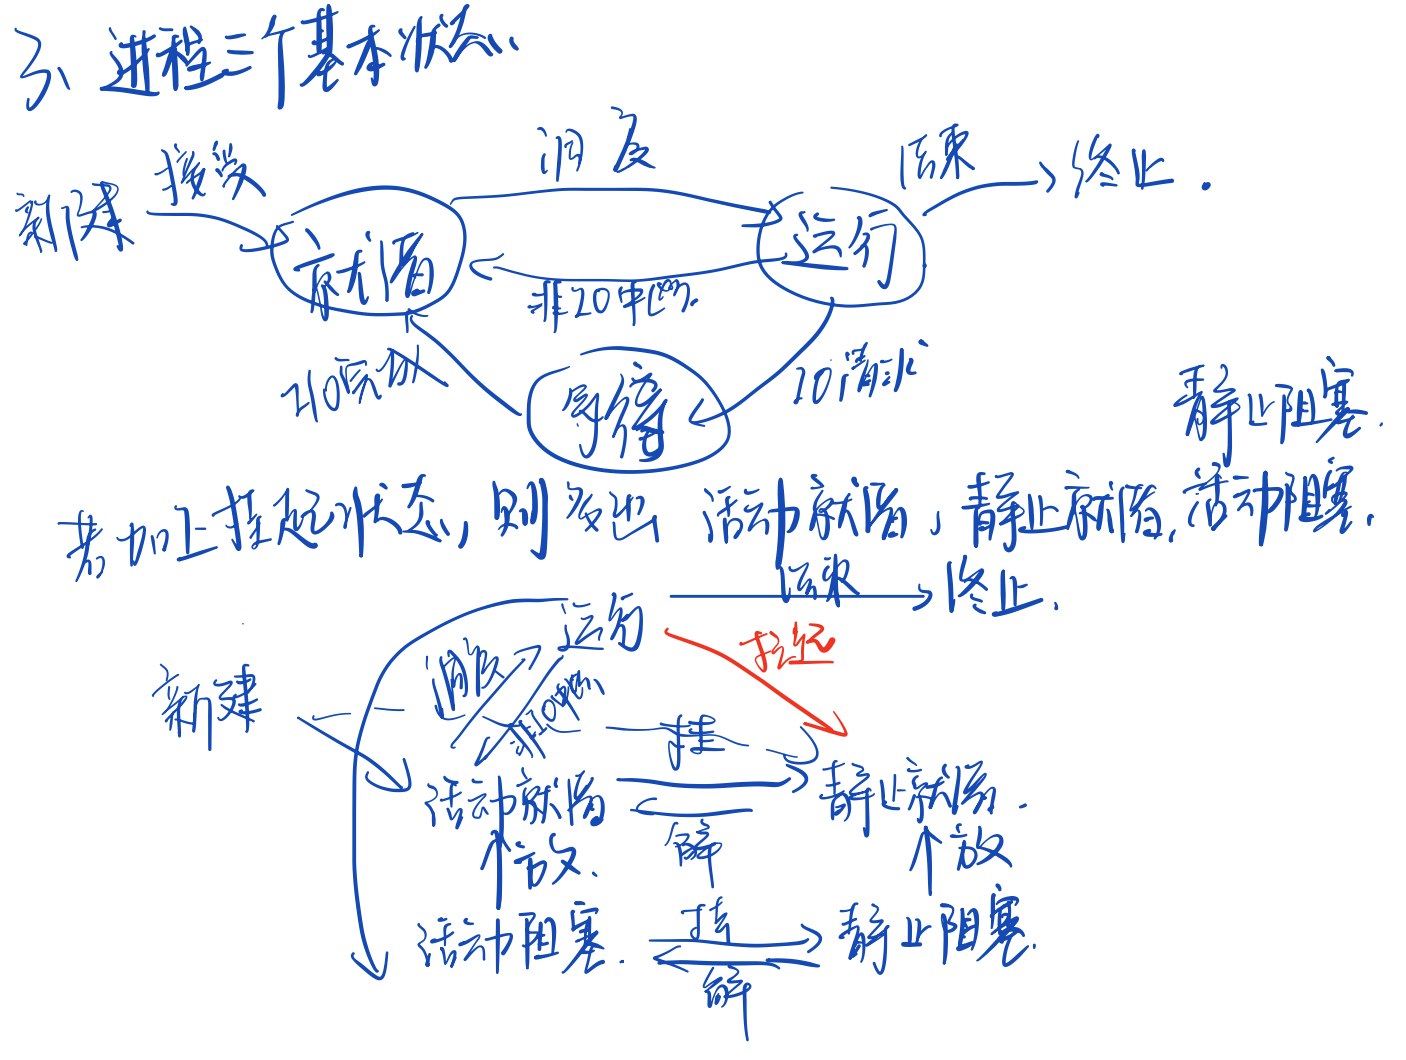 3、进程三个基本状态、
新建 接受 就绪 调度 运行 结束 终止.
非IO中断.
IO完成 等待 IO请求
静止阻塞.
若加上挂起状态, 则多出 活动就绪、静止就绪, 活动阻塞.
运行 结束 终止.
新建 调度 非IO中断 挂起
挂
活动就绪 静止就绪.
解
放. 放
活动阻塞. 挂 静止阻塞.
解